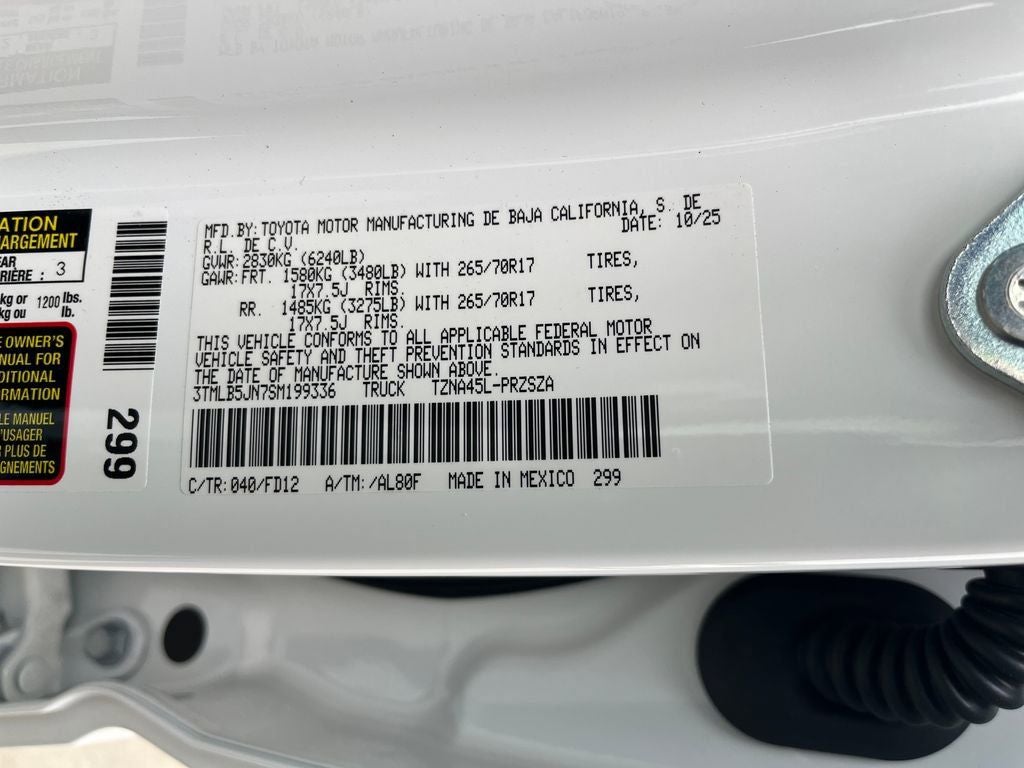 ATION
ARGEMENT
EAR
RIÈRE : 3
kg or 1200 lbs.
kg ou lb.
E OWNER'S
NUAL FOR
DITIONAL
ORMATION
LE MANUEL
'USAGER
R PLUS DE
GNEMENTS
299
MFD.BY:TOYOTA MOTOR MANUFACTURING DE BAJA CALIFORNIA, S. DE
R.L. DE C.V. DATE: 10/25
GVWR:2830KG (6240LB)
GAWR:FRT. 1580KG (3480LB) WITH 265/70R17 TIRES,
17X7.5J RIMS.
RR. 1485KG (3275LB) WITH 265/70R17 TIRES,
17X7.5J RIMS.
THIS VEHICLE CONFORMS TO ALL APPLICABLE FEDERAL MOTOR
VEHICLE SAFETY AND THEFT PREVENTION STANDARDS IN EFFECT ON
THE DATE OF MANUFACTURE SHOWN ABOVE.
3TMLB5JN7SM199336 TRUCK TZNA45L-PRZSZA
C/TR:040/FD12 A/TM:/AL80F MADE IN MEXICO 299